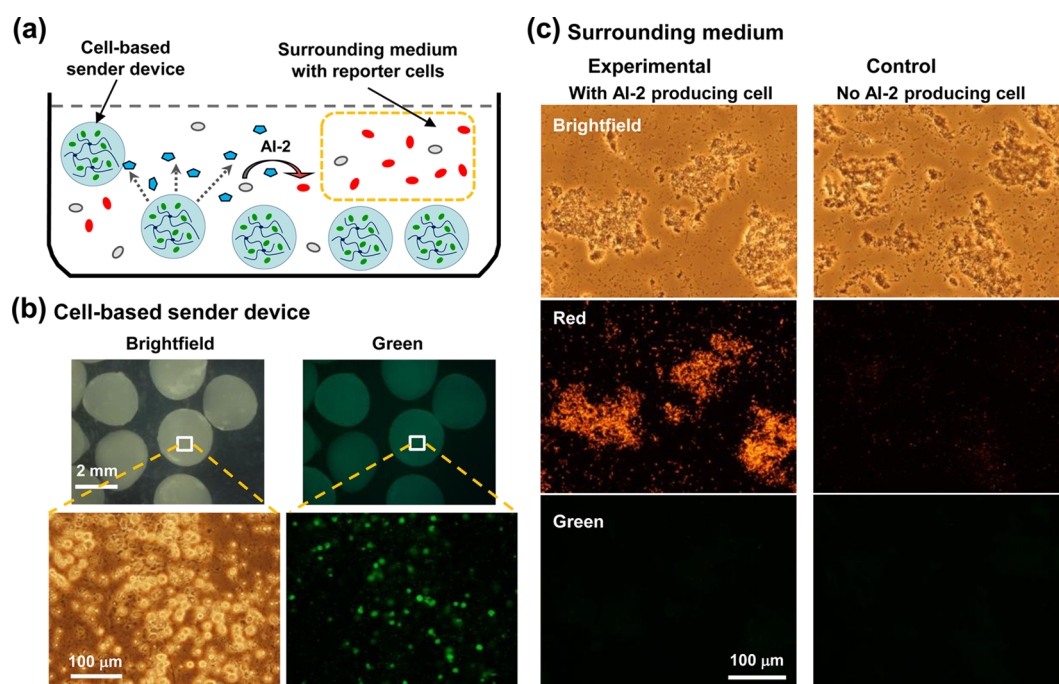 (a)
Cell-based
sender device
Surrounding medium
with reporter cells
AI-2
(b) Cell-based sender device
Brightfield
Green
2 mm
100 μm
(c) Surrounding medium
Experimental
With AI-2 producing cell
Control
No AI-2 producing cell
Brightfield
Red
Green
100 μm